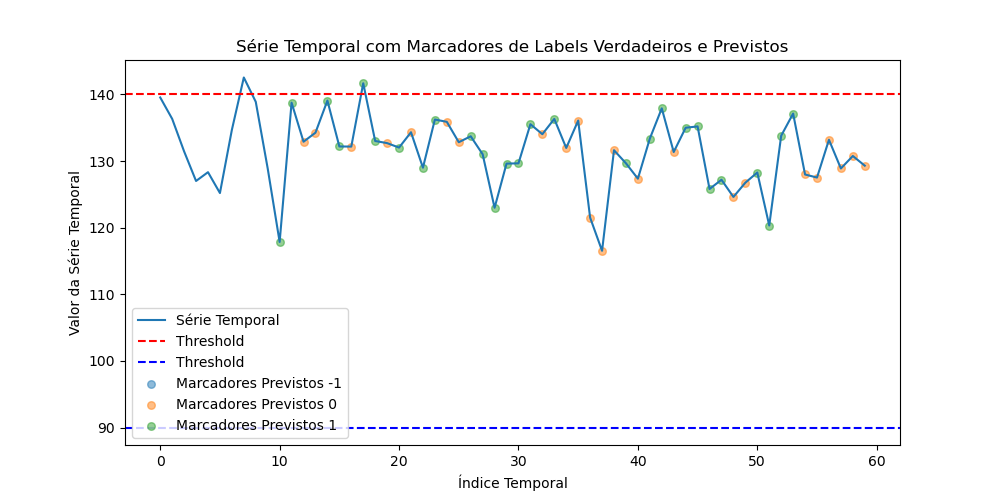 Série Temporal com Marcadores de Labels Verdadeiros e Previstos
140
130
120
110
100
90
Valor da Série Temporal
Série Temporal
Threshold
Threshold
Marcadores Previstos -1
Marcadores Previstos 0
Marcadores Previstos 1
0 10 20 30 40 50 60
Índice Temporal